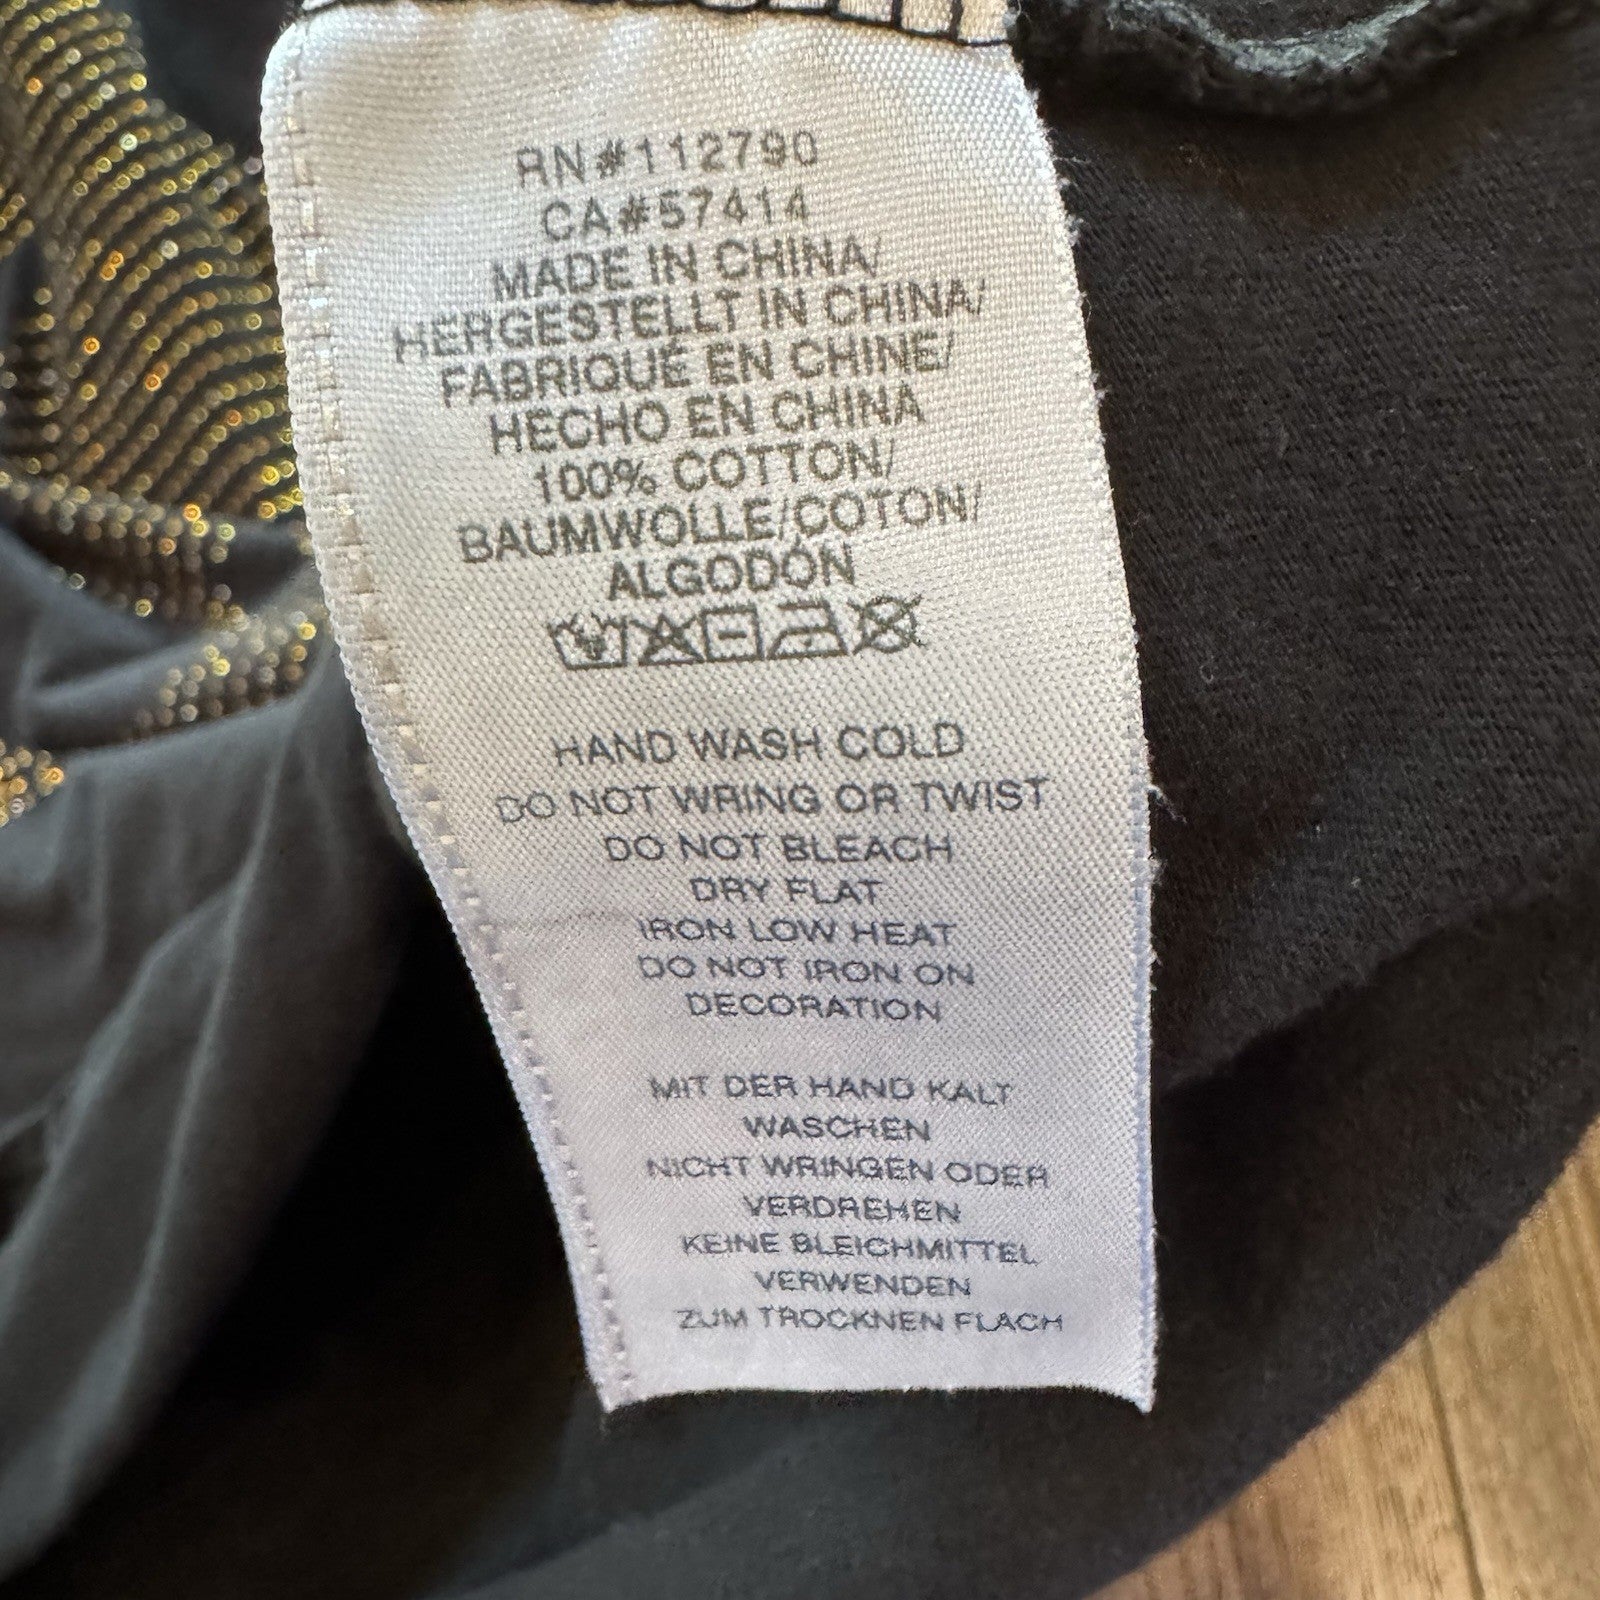 RN#112790
CA#57414
MADE IN CHINA/
HERGESTELLT IN CHINA/
FABRIQUÉ EN CHINE/
HECHO EN CHINA
100% COTTON/
BAUMWOLLE/COTON/
ALGODÓN
HAND WASH COLD
DO NOT WRING OR TWIST
DO NOT BLEACH
DRY FLAT
IRON LOW HEAT
DO NOT IRON ON
DECORATION
MIT DER HAND KALT
WASCHEN
NICHT WRINGEN ODER
VERDREHEN
KEINE BLEICHMITTEL
VERWENDEN
ZUM TROCKNEN FLACH